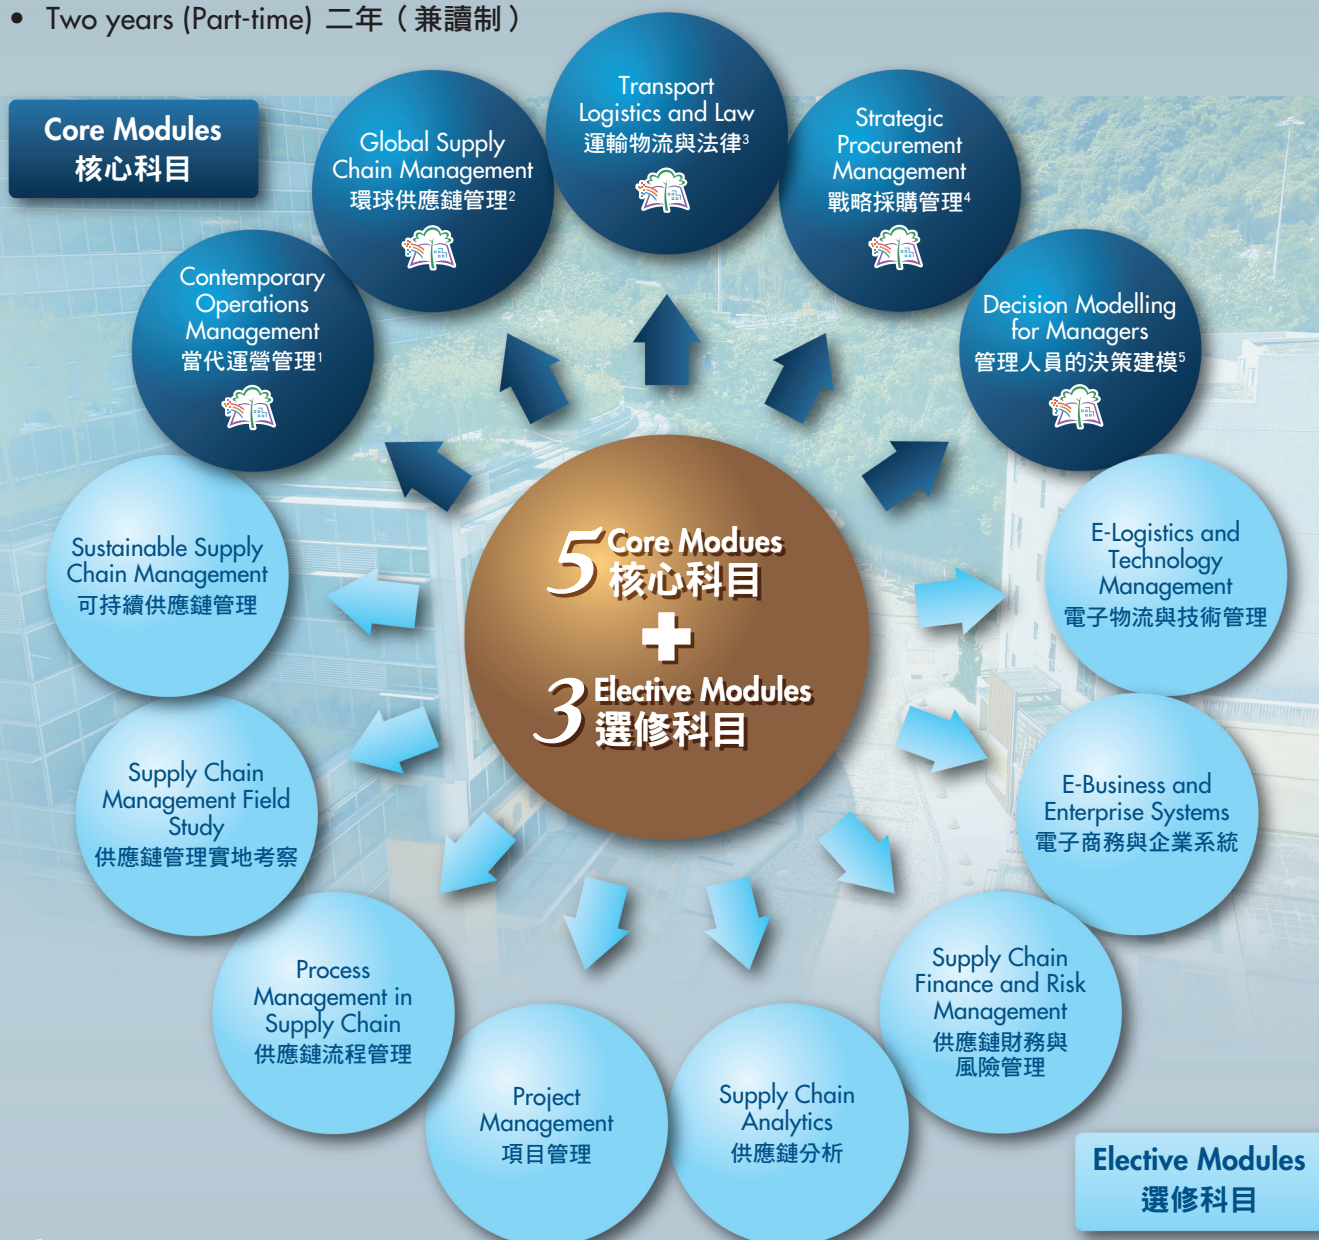 • Two years (Part-time) 二年（兼讀制）
Core Modules
核心科目
Contemporary
Operations
Management
當代運營管理1
Global Supply
Chain Management
環球供應鏈管理2
Transport
Logistics and Law
運輸物流與法律3
Strategic
Procurement
Management
戰略採購管理4
Decision Modelling
for Managers
管理人員的決策建模5
5 Core Modues
核心科目
+
3 Elective Modules
選修科目
E-Logistics and
Technology
Management
電子物流與技術管理
E-Business and
Enterprise Systems
電子商務與企業系統
Supply Chain
Finance and Risk
Management
供應鏈財務與
風險管理
Supply Chain
Analytics
供應鏈分析
Project
Management
項目管理
Process
Management in
Supply Chain
供應鏈流程管理
Supply Chain
Management Field
Study
供應鏈管理實地考察
Sustainable Supply
Chain Management
可持續供應鏈管理
Elective Modules
選修科目